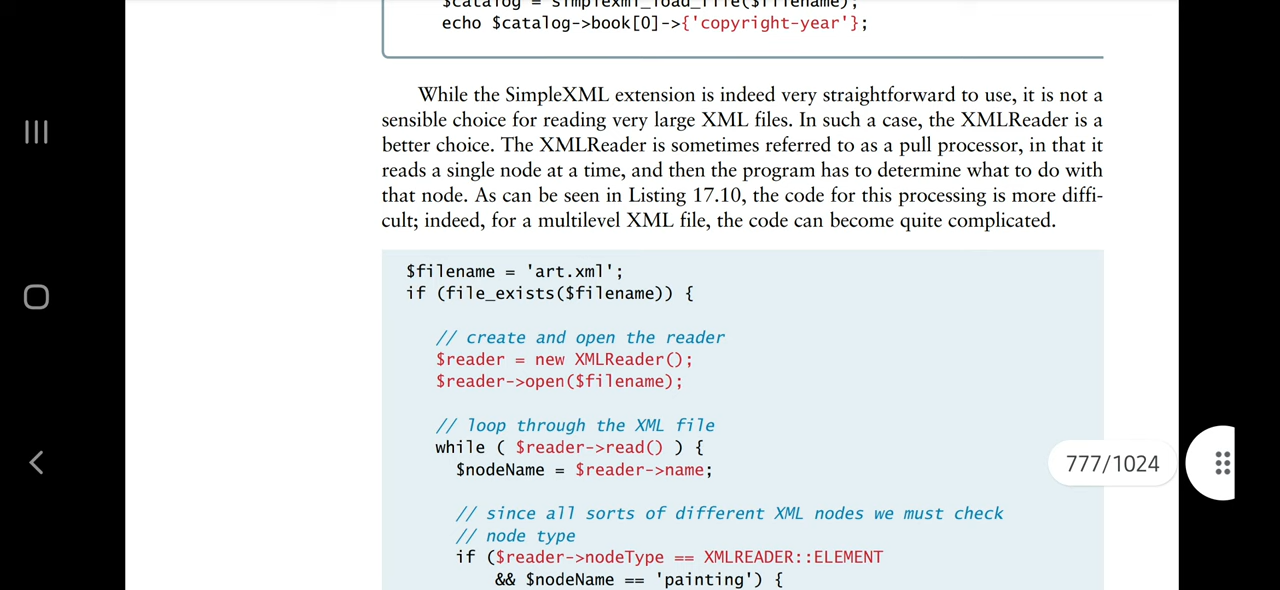 $catalog = simplexml_load_file($filename);
echo $catalog->book[0]->{'copyright-year'};
While the SimpleXML extension is indeed very straightforward to use, it is not a
sensible choice for reading very large XML files. In such a case, the XMLReader is a
better choice. The XMLReader is sometimes referred to as a pull processor, in that it
reads a single node at a time, and then the program has to determine what to do with
that node. As can be seen in Listing 17.10, the code for this processing is more diffi-
cult; indeed, for a multilevel XML file, the code can become quite complicated.
$filename = 'art.xml';
if (file_exists($filename)) {
// create and open the reader
$reader = new XMLReader();
$reader->open($filename);
// loop through the XML file
while ( $reader->read() ) {
$nodeName = $reader->name;
777/1024
// since all sorts of different XML nodes we must check
// node type
if ($reader->nodeType == XMLREADER::ELEMENT
&& $nodeName == 'painting') {